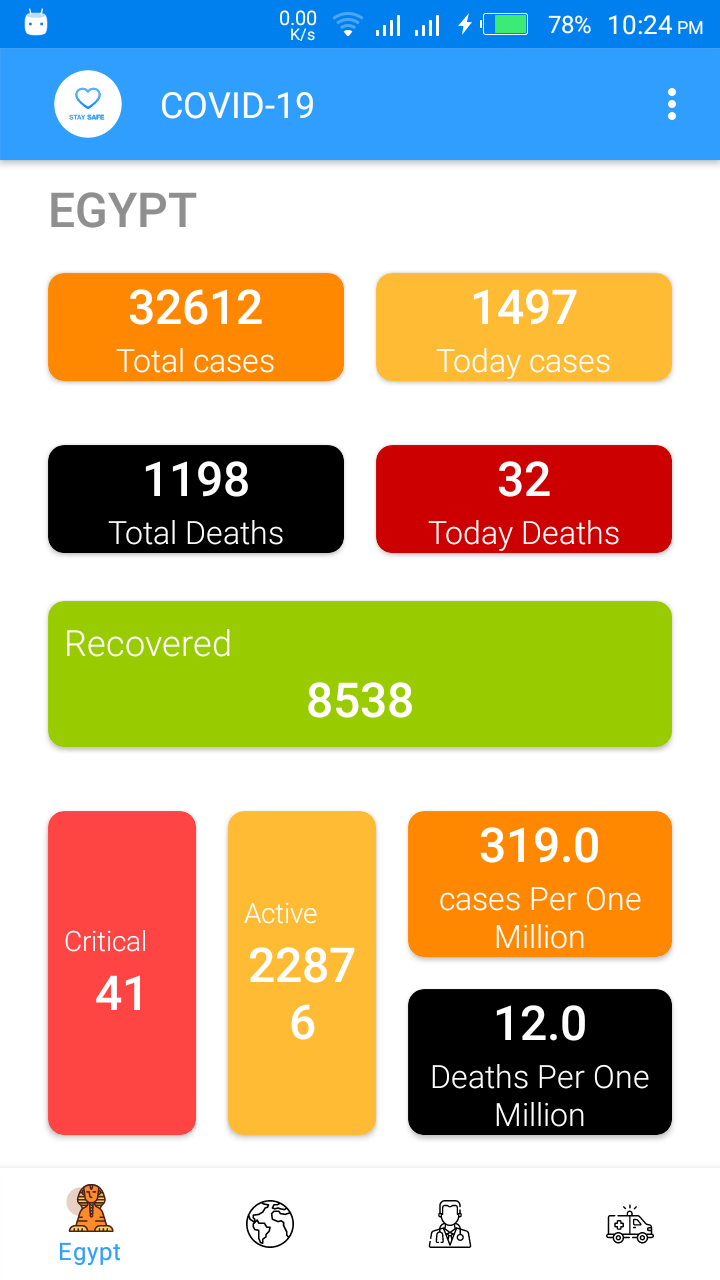 0.00
K/s
78%
10:24 PM
STAY SAFE
COVID-19
EGYPT
32612
Total cases
1497
Today cases
1198
Total Deaths
32
Today Deaths
Recovered
8538
Critical
41
Active
2287
6
319.0
cases Per One
Million
12.0
Deaths Per One
Million
Egypt